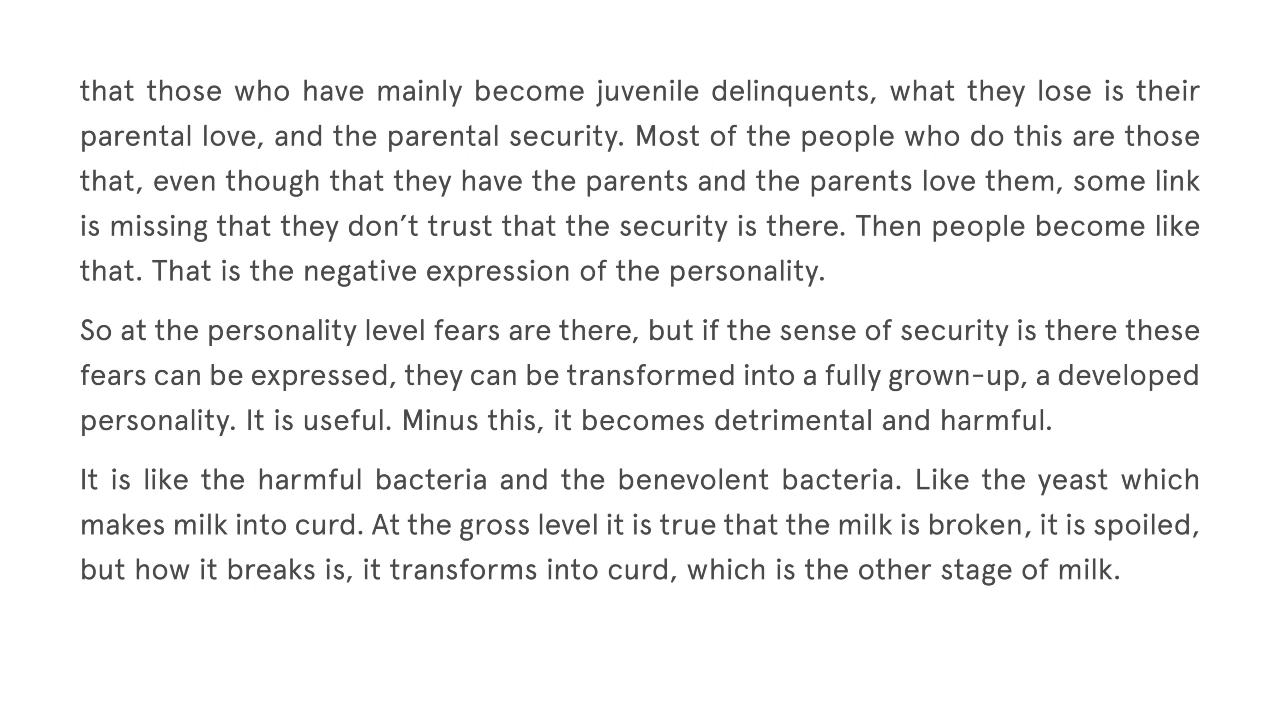 that those who have mainly become juvenile delinquents, what they lose is their
parental love, and the parental security. Most of the people who do this are those
that, even though that they have the parents and the parents love them, some link
is missing that they don’t trust that the security is there. Then people become like
that. That is the negative expression of the personality.
So at the personality level fears are there, but if the sense of security is there these
fears can be expressed, they can be transformed into a fully grown-up, a developed
personality. It is useful. Minus this, it becomes detrimental and harmful.
It is like the harmful bacteria and the benevolent bacteria. Like the yeast which
makes milk into curd. At the gross level it is true that the milk is broken, it is spoiled,
but how it breaks is, it transforms into curd, which is the other stage of milk.